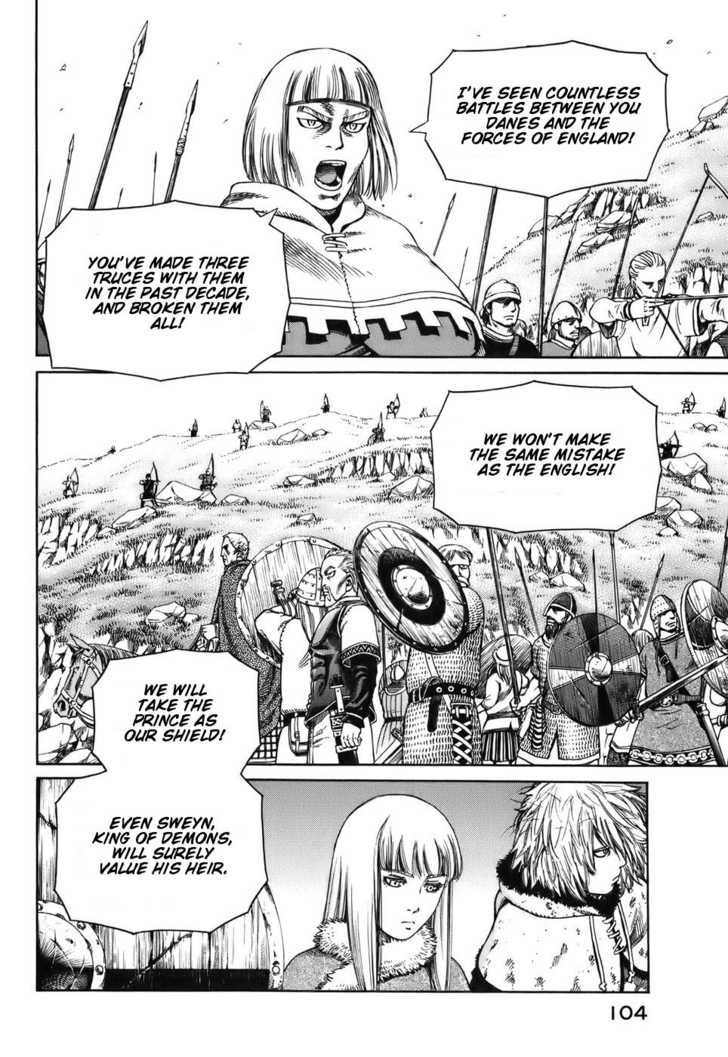 I'VE SEEN COUNTLESS
BATTLES BETWEEN YOU
DANES AND THE
FORCES OF ENGLAND!
YOU'VE MADE THREE
TRUCES WITH THEM
IN THE PAST DECADE,
AND BROKEN THEM
ALL!
WE WON'T MAKE
THE SAME MISTAKE
AS THE ENGLISH!
WE WILL
TAKE THE
PRINCE AS
OUR SHIELD!
EVEN SWEYN,
KING OF DEMONS,
WILL SURELY
VALUE HIS HEIR.
104